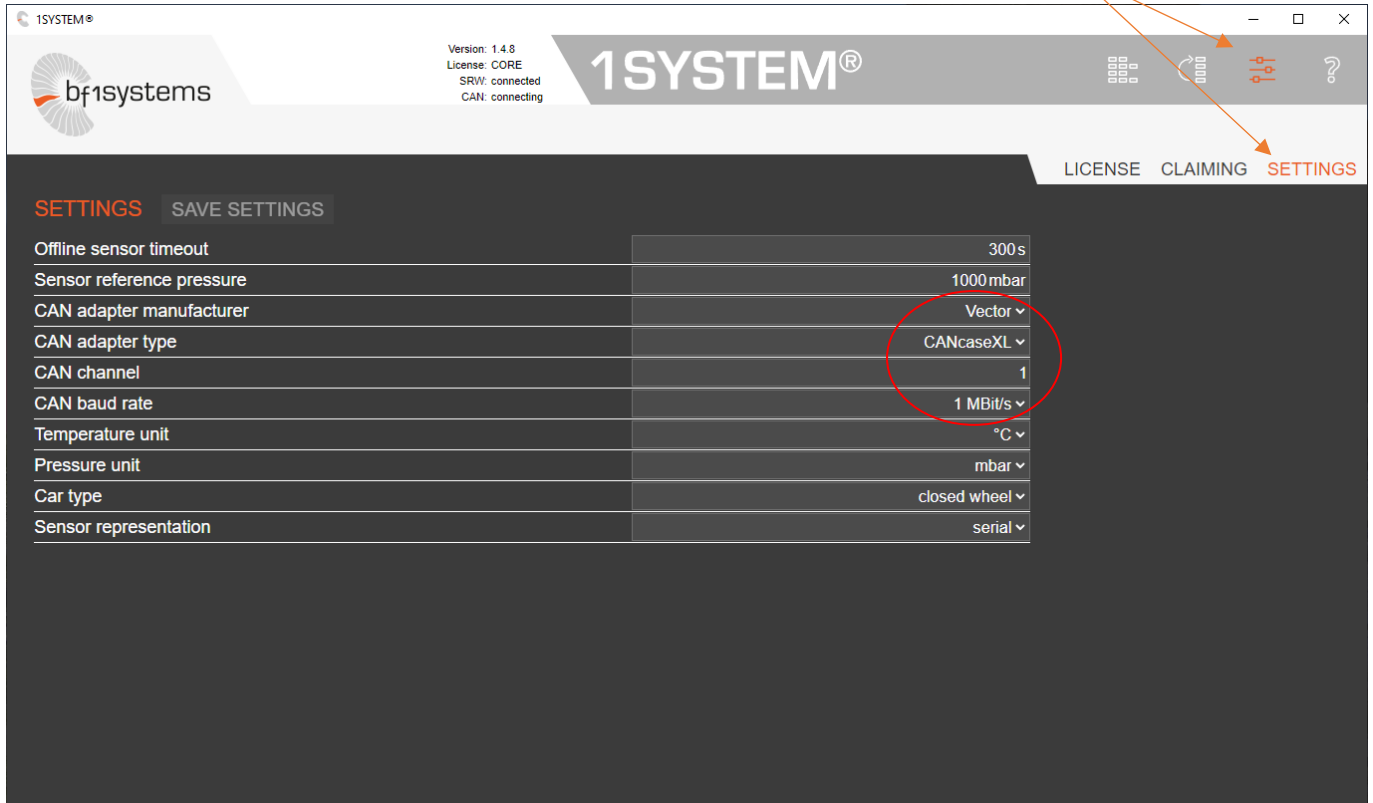 1SYSTEM®
bf1systems
Version: 1.4.8
License: CORE
SRW: connected
CAN: connecting
1SYSTEM®
LICENSE CLAIMING SETTINGS
SETTINGS SAVE SETTINGS
Offline sensor timeout 300 s
Sensor reference pressure 1000 mbar
CAN adapter manufacturer Vector
CAN adapter type CANcaseXL
CAN channel 1
CAN baud rate 1 MBit/s
Temperature unit °C
Pressure unit mbar
Car type closed wheel
Sensor representation serial